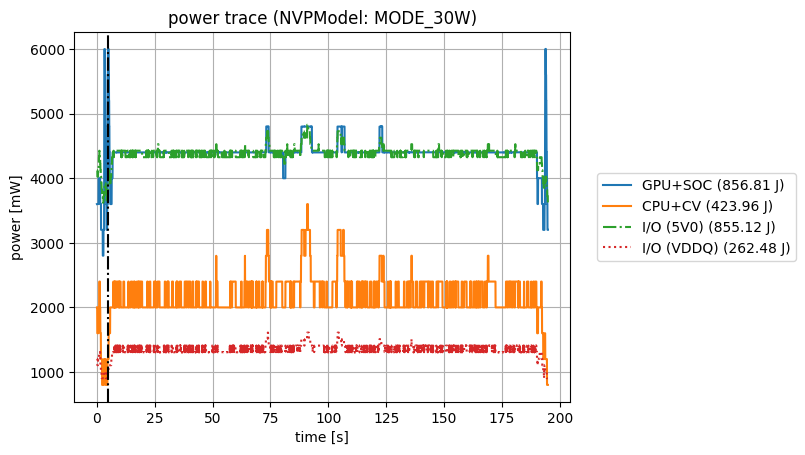 power trace (NVPModel: MODE_30W)
power [mW]
6000
5000
4000
3000
2000
1000
0
25
50
75
100
125
150
175
200
time [s]
GPU+SOC (856.81 J)
CPU+CV (423.96 J)
I/O (5V0) (855.12 J)
I/O (VDDQ) (262.48 J)